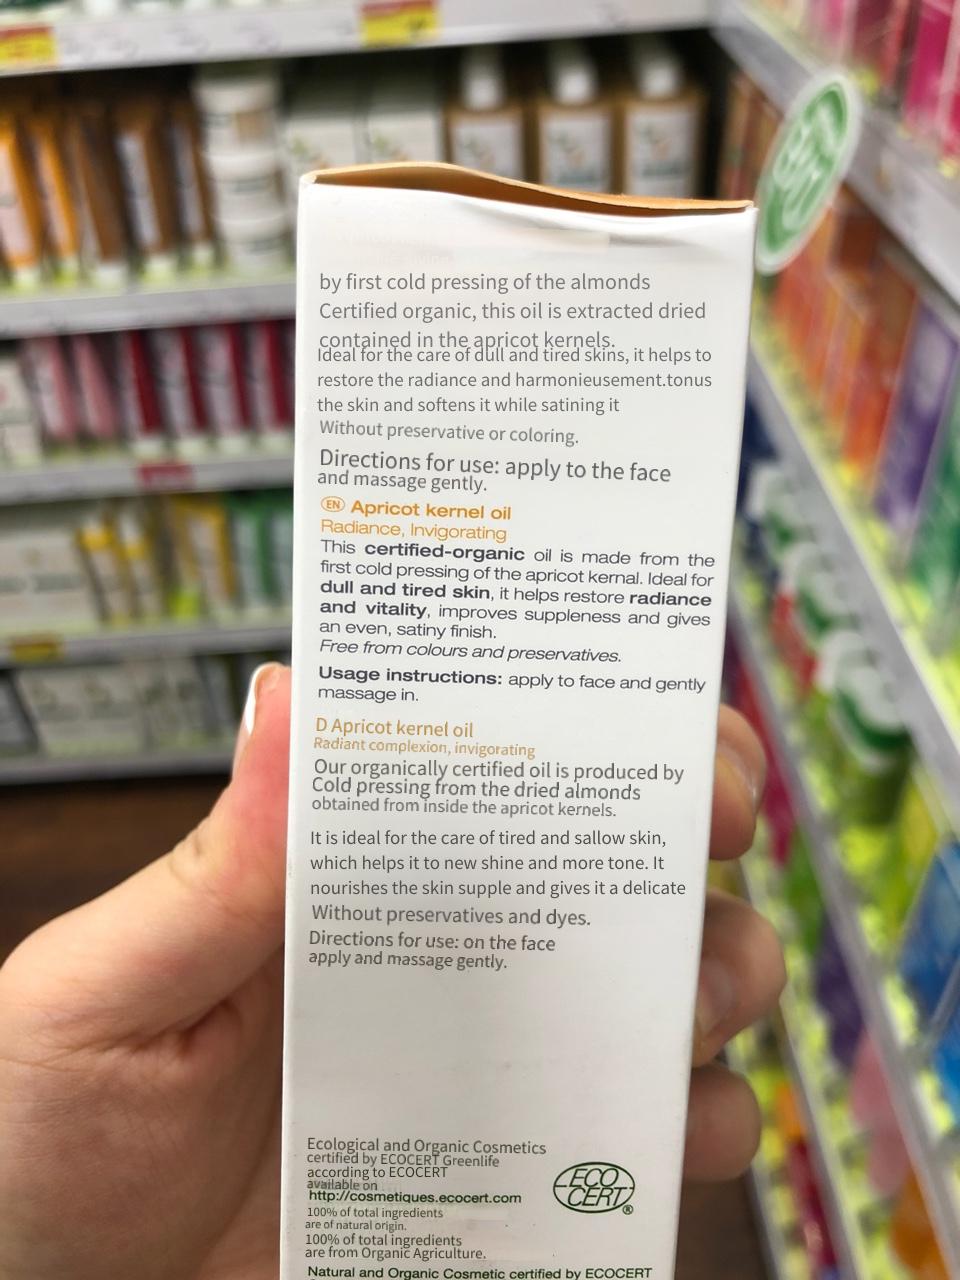 by first cold pressing of the almonds
Certified organic, this oil is extracted dried
contained in the apricot kernels.
Ideal for the care of dull and tired skins, it helps to
restore the radiance and harmonieusement.tonus
the skin and softens it while satining it
Without preservative or coloring.
Directions for use: apply to the face
and massage gently.
EN Apricot kernel oil
Radiance, Invigorating
This certified-organic oil is made from the
first cold pressing of the apricot kernal. Ideal for
dull and tired skin, it helps restore radiance
and vitality, improves suppleness and gives
an even, satiny finish.
Free from colours and preservatives.
Usage instructions: apply to face and gently
massage in.
D Apricot kernel oil
Radiant complexion, invigorating
Our organically certified oil is produced by
Cold pressing from the dried almonds
obtained from inside the apricot kernels.
It is ideal for the care of tired and sallow skin,
which helps it to new shine and more tone. It
nourishes the skin supple and gives it a delicate
Without preservatives and dyes.
Directions for use: on the face
apply and massage gently.
Ecological and Organic Cosmetics
certified by ECOCERT Greenlife
according to ECOCERT
available on
http://cosmetiques.ecocert.com
ECO
CERT®
100% of total ingredients
are of natural origin.
100% of total ingredients
are from Organic Agriculture.
Natural and Organic Cosmetic certified by ECOCERT